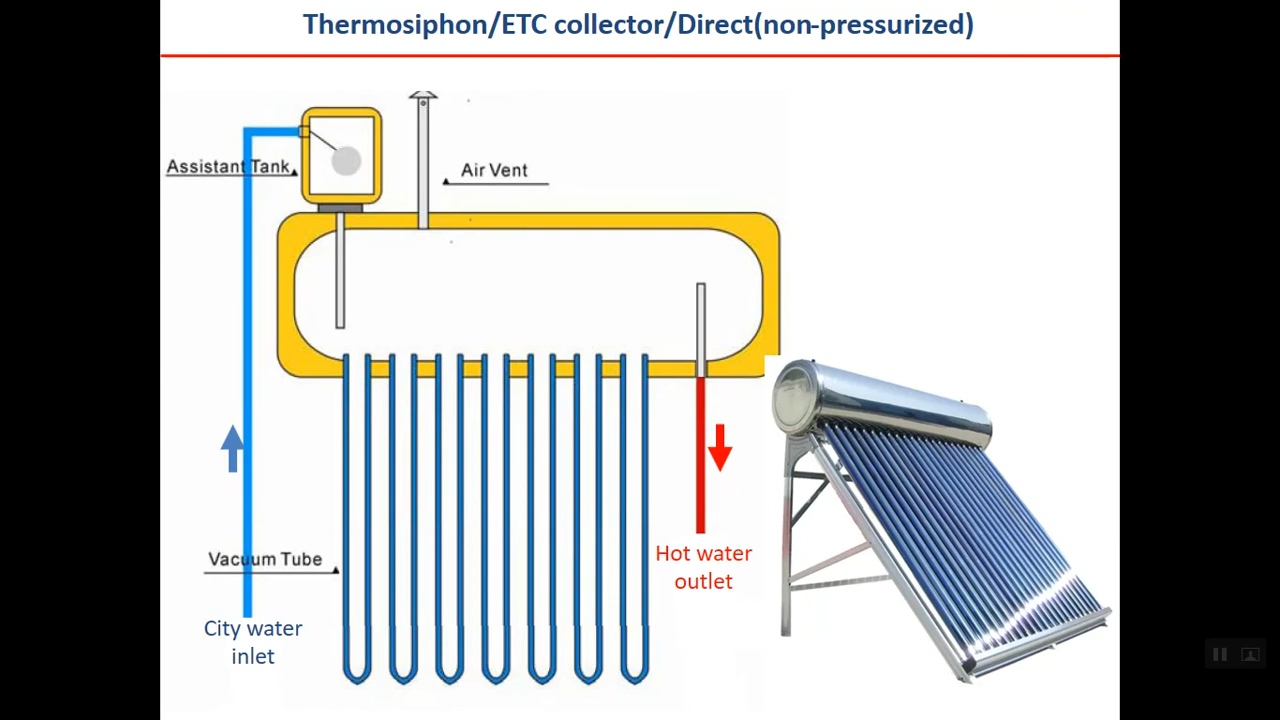 Thermosiphon/ETC collector/Direct(non-pressurized)
Assistant Tank
Air Vent
Vacuum Tube
Hot water
outlet
City water
inlet